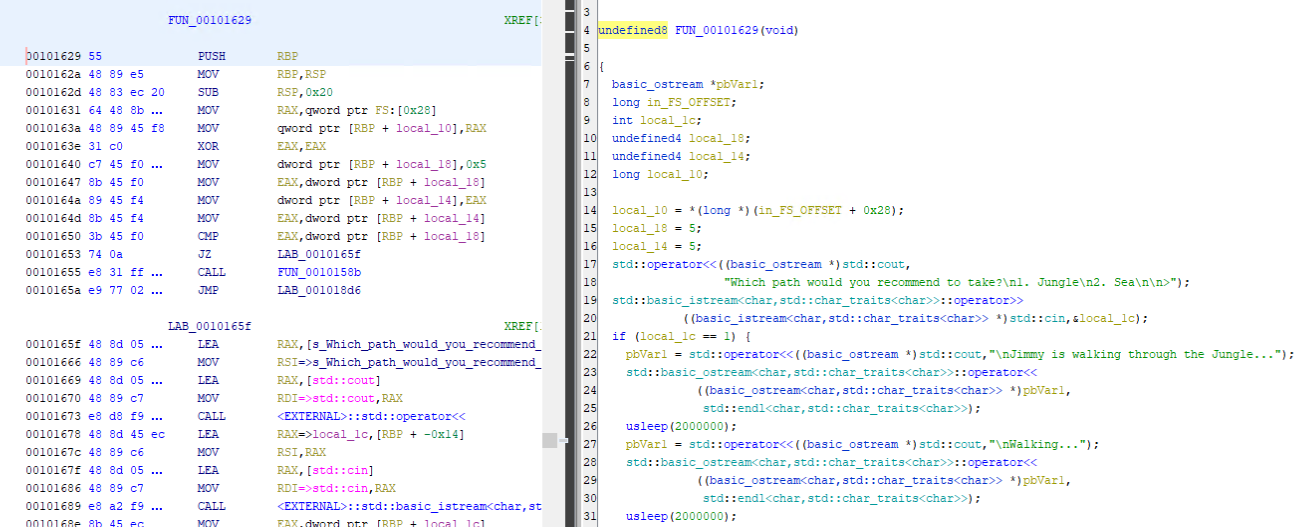 FUN_00101629 XREF[
00101629 55 PUSH RBP
0010162a 48 89 e5 MOV RBP,RSP
0010162d 48 83 ec 20 SUB RSP,0x20
00101631 64 48 8b ... MOV RAX,qword ptr FS:[0x28]
0010163a 48 89 45 f8 MOV qword ptr [RBP + local_10],RAX
0010163e 31 c0 XOR EAX,EAX
00101640 c7 45 f0 ... MOV dword ptr [RBP + local_18],0x5
00101647 8b 45 f0 MOV EAX,dword ptr [RBP + local_18]
0010164a 89 45 f4 MOV dword ptr [RBP + local_14],EAX
0010164d 8b 45 f4 MOV EAX,dword ptr [RBP + local_14]
00101650 3b 45 f0 CMP EAX,dword ptr [RBP + local_18]
00101653 74 0a JZ LAB_0010165f
00101655 e8 31 ff ... CALL FUN_0010158b
0010165a e9 77 02 ... JMP LAB_001018d6
LAB_0010165f XREF[
0010165f 48 8d 05 ... LEA RAX,[s_Which_path_would_you_recommend_
00101666 48 89 c6 MOV RSI=>s_Which_path_would_you_recommend_
00101669 48 8d 05 ... LEA RAX,[std::cout]
00101670 48 89 c7 MOV RDI=>std::cout,RAX
00101673 e8 d8 f9 ... CALL <EXTERNAL>::std::operator<<
00101678 48 8d 45 ec LEA RAX=>local_1c,[RBP + -0x14]
0010167c 48 89 c6 MOV RSI,RAX
0010167f 48 8d 05 ... LEA RAX,[std::cin]
00101686 48 89 c7 MOV RDI=>std::cin,RAX
00101689 e8 a2 f9 ... CALL <EXTERNAL>::std::basic_istream<char,st
0010168e 8b 45 ec MOV EAX,dword ptr [RBP + local_1c]
3
4 undefined8 FUN_00101629(void)
5
6 {
7 basic_ostream *pbVar1;
8 long in_FS_OFFSET;
9 int local_1c;
10 undefined4 local_18;
11 undefined4 local_14;
12 long local_10;
13
14 local_10 = *(long *)(in_FS_OFFSET + 0x28);
15 local_18 = 5;
16 local_14 = 5;
17 std::operator<<((basic_ostream *)std::cout,
18 "Which path would you recommend to take?\n1. Jungle\n2. Sea\n\n>");
19 std::basic_istream<char,std::char_traits<char>>::operator>>
20 ((basic_istream<char,std::char_traits<char>> *)std::cin,&local_1c);
21 if (local_1c == 1) {
22 pbVar1 = std::operator<<((basic_ostream *)std::cout,"\nJimmy is walking through the Jungle...");
23 std::basic_ostream<char,std::char_traits<char>>::operator<<
24 ((basic_ostream<char,std::char_traits<char>> *)pbVar1,
25 std::endl<char,std::char_traits<char>>);
26 usleep(2000000);
27 pbVar1 = std::operator<<((basic_ostream *)std::cout,"\nWalking...");
28 std::basic_ostream<char,std::char_traits<char>>::operator<<
29 ((basic_ostream<char,std::char_traits<char>> *)pbVar1,
30 std::endl<char,std::char_traits<char>>);
31 usleep(2000000);